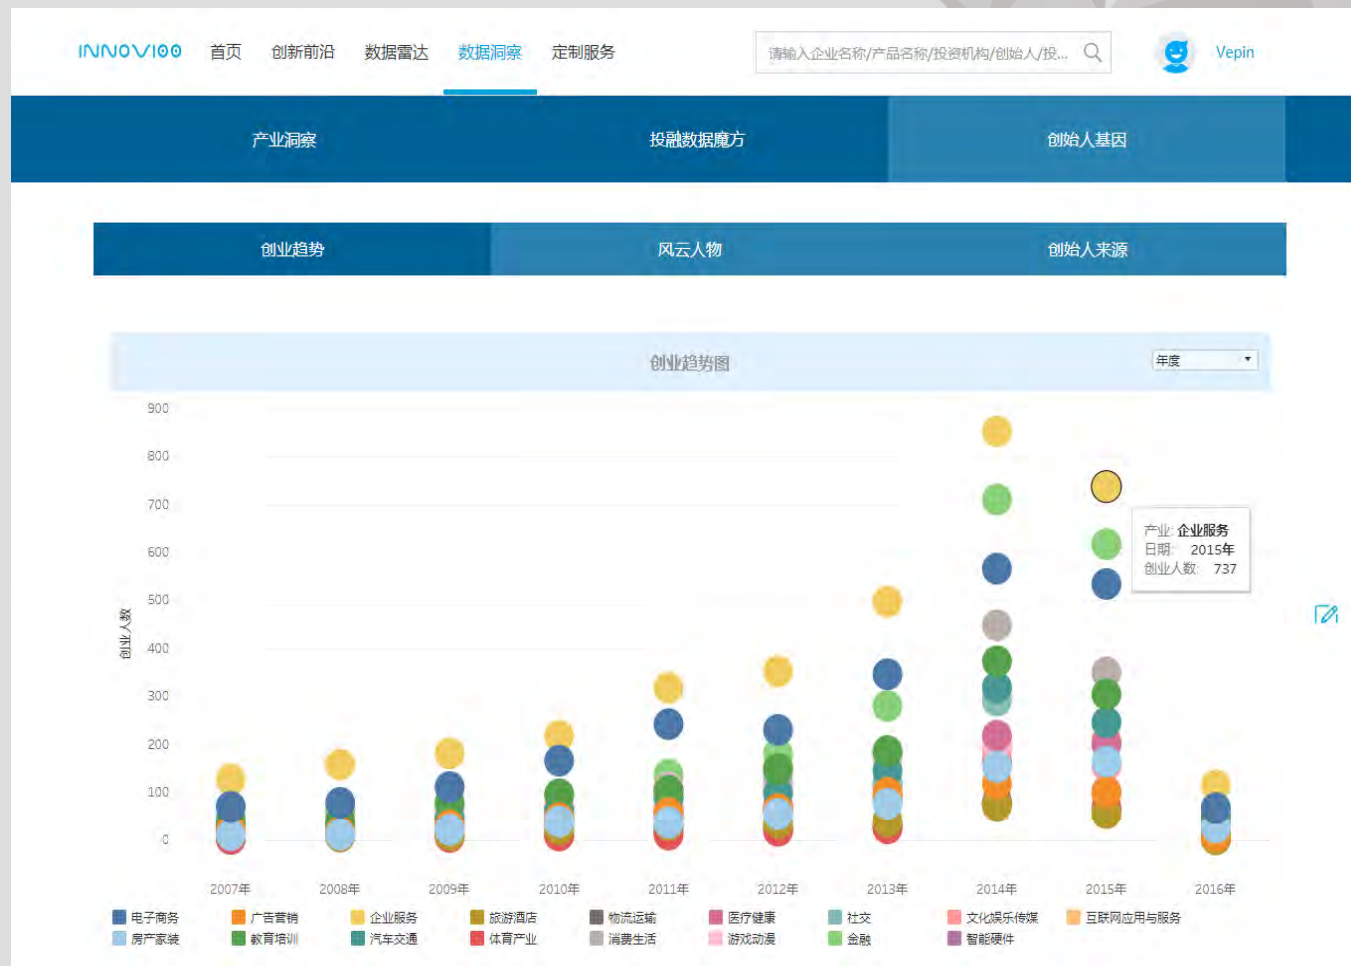 INNOV100 首页 创新前沿 数据雷达 数据洞察 定制服务 请输入企业名称/产品名称/投资机构/创始人/投... Vepin
产业洞察 投融数据魔方 创始人基因
创业趋势 风云人物 创始人来源
创业趋势图 年度
900
800
700
600
500
400
300
200
100
0
创业人数
产业: 企业服务
日期: 2015年
创业人数: 737
2007年 2008年 2009年 2010年 2011年 2012年 2013年 2014年 2015年 2016年
电子商务 广告营销 企业服务 旅游酒店 物流运输 医疗健康 社交 文化娱乐传媒 互联网应用与服务
房产家装 教育培训 汽车交通 体育产业 消费生活 游戏动漫 金融 智能硬件